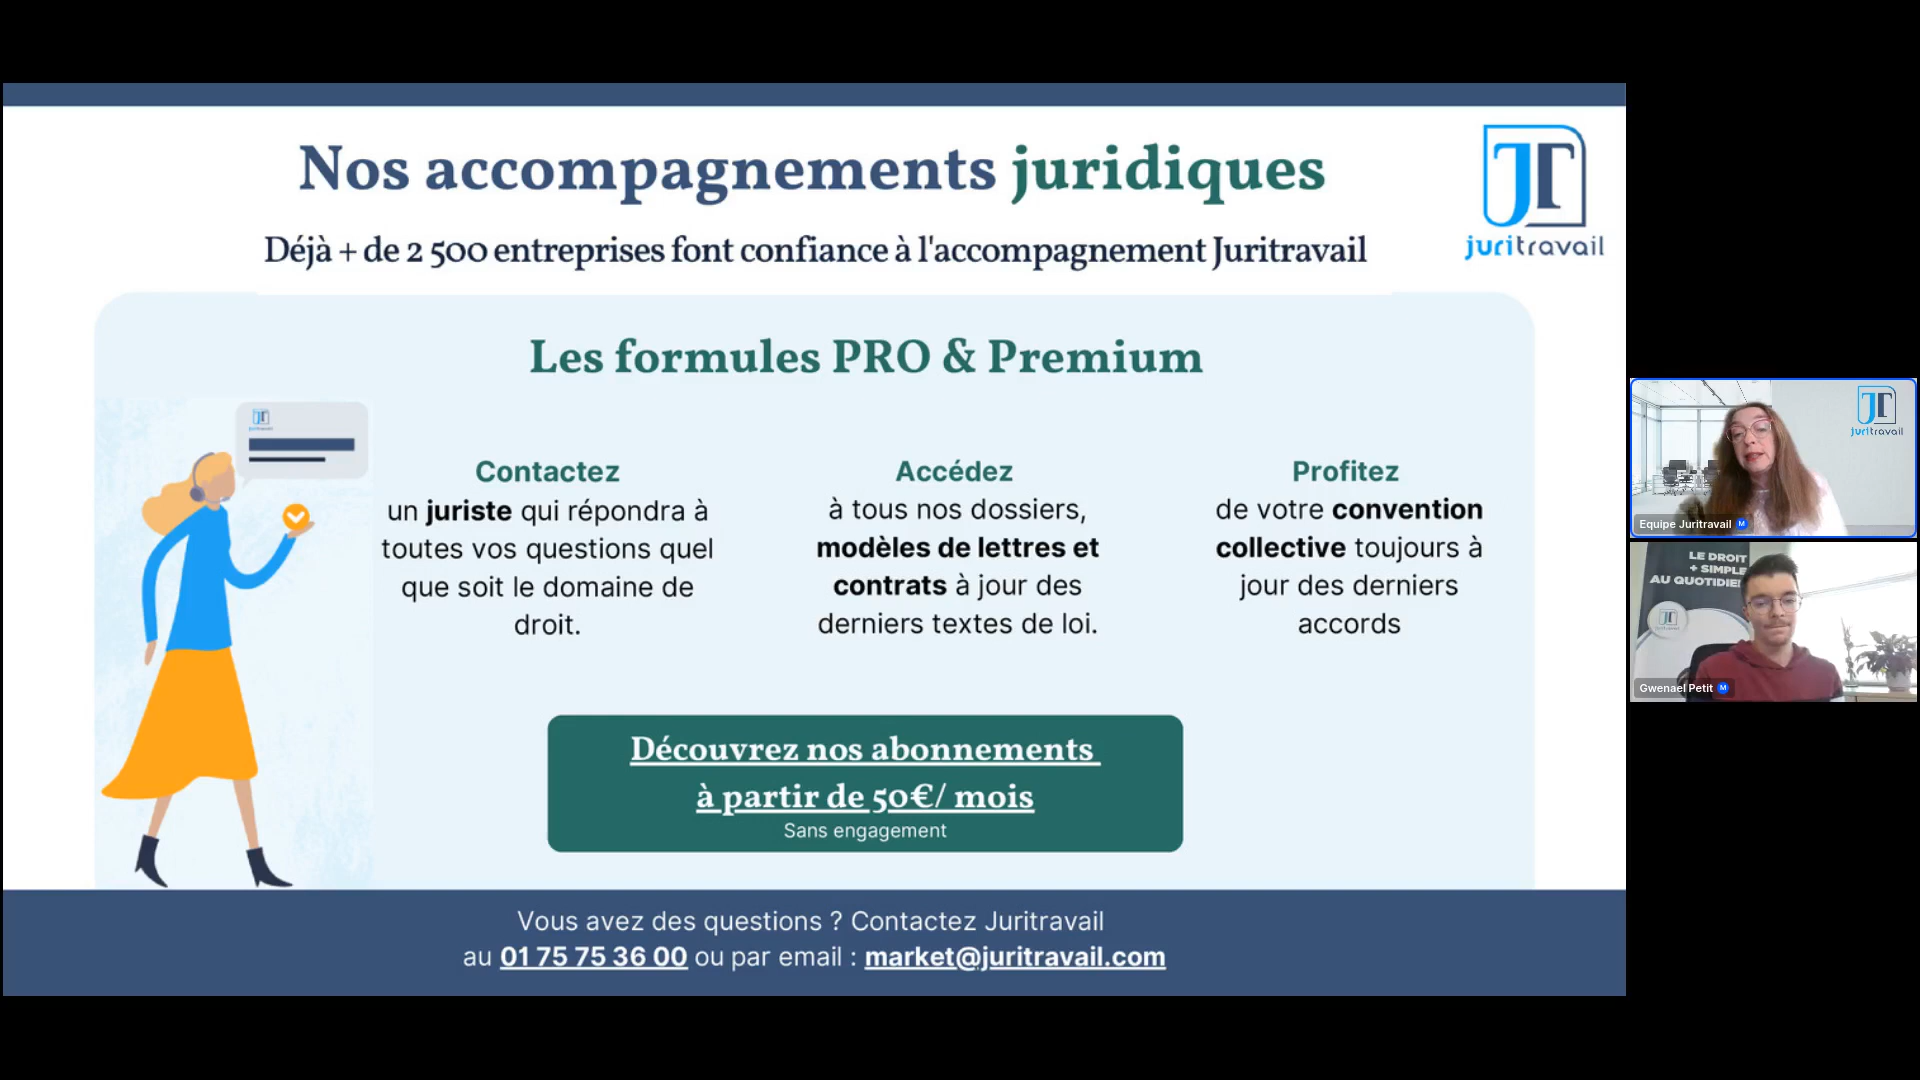 Nos accompagnements juridiques
juritravail
Déjà + de 2 500 entreprises font confiance à l'accompagnement Juritravail
Les formules PRO & Premium
juritravail
Contactez
un juriste qui répondra à
toutes vos questions quel
que soit le domaine de
droit.
Accédez
à tous nos dossiers,
modèles de lettres et
contrats à jour des
derniers textes de loi.
Profitez
de votre convention
collective toujours à
jour des derniers
accords
Découvrez nos abonnements
à partir de 50€/ mois
Sans engagement
Vous avez des questions ? Contactez Juritravail
au 01 75 75 36 00 ou par email : market@juritravail.com
juritravail
Equipe Juritravail M
LE DROIT
+ SIMPLE
AU QUOTIDIE
Gwenael Petit M